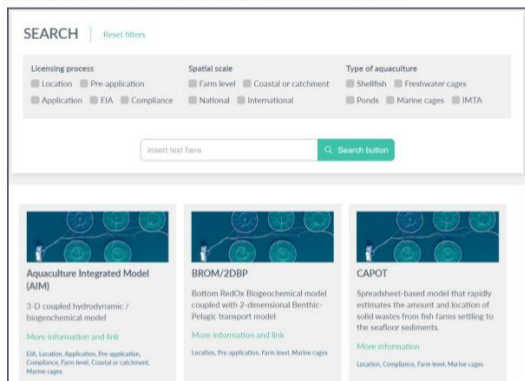 SEARCH Reset filters
Licensing process Spatial scale Type of aquaculture
Location Pre-application Farm level Coastal or catchment Shellfish Freshwater cages
Application EIA Compliance National International Ponds Marine cages IMTA
Insert text here Search button
Aquaculture Integrated Model
(AIM)
3-D coupled hydrodynamic /
biogeochemical model
More information and link
EIA, Location, Application, Pre-application,
Compliance, Farm level, Coastal or catchment,
Marine cages
BROM/2DBP
Bottom RedOx Biogeochemical model
coupled with 2-dimensional Benthic-
Pelagic transport model
More information and link
Location, Pre-application, Farm level, Marine cages
CAPOT
Spreadsheet-based model that rapidly
estimates the amount and location of
solid wastes from fish farms settling to
the seafloor sediments.
More information
Location, Compliance, Farm level, Marine cages